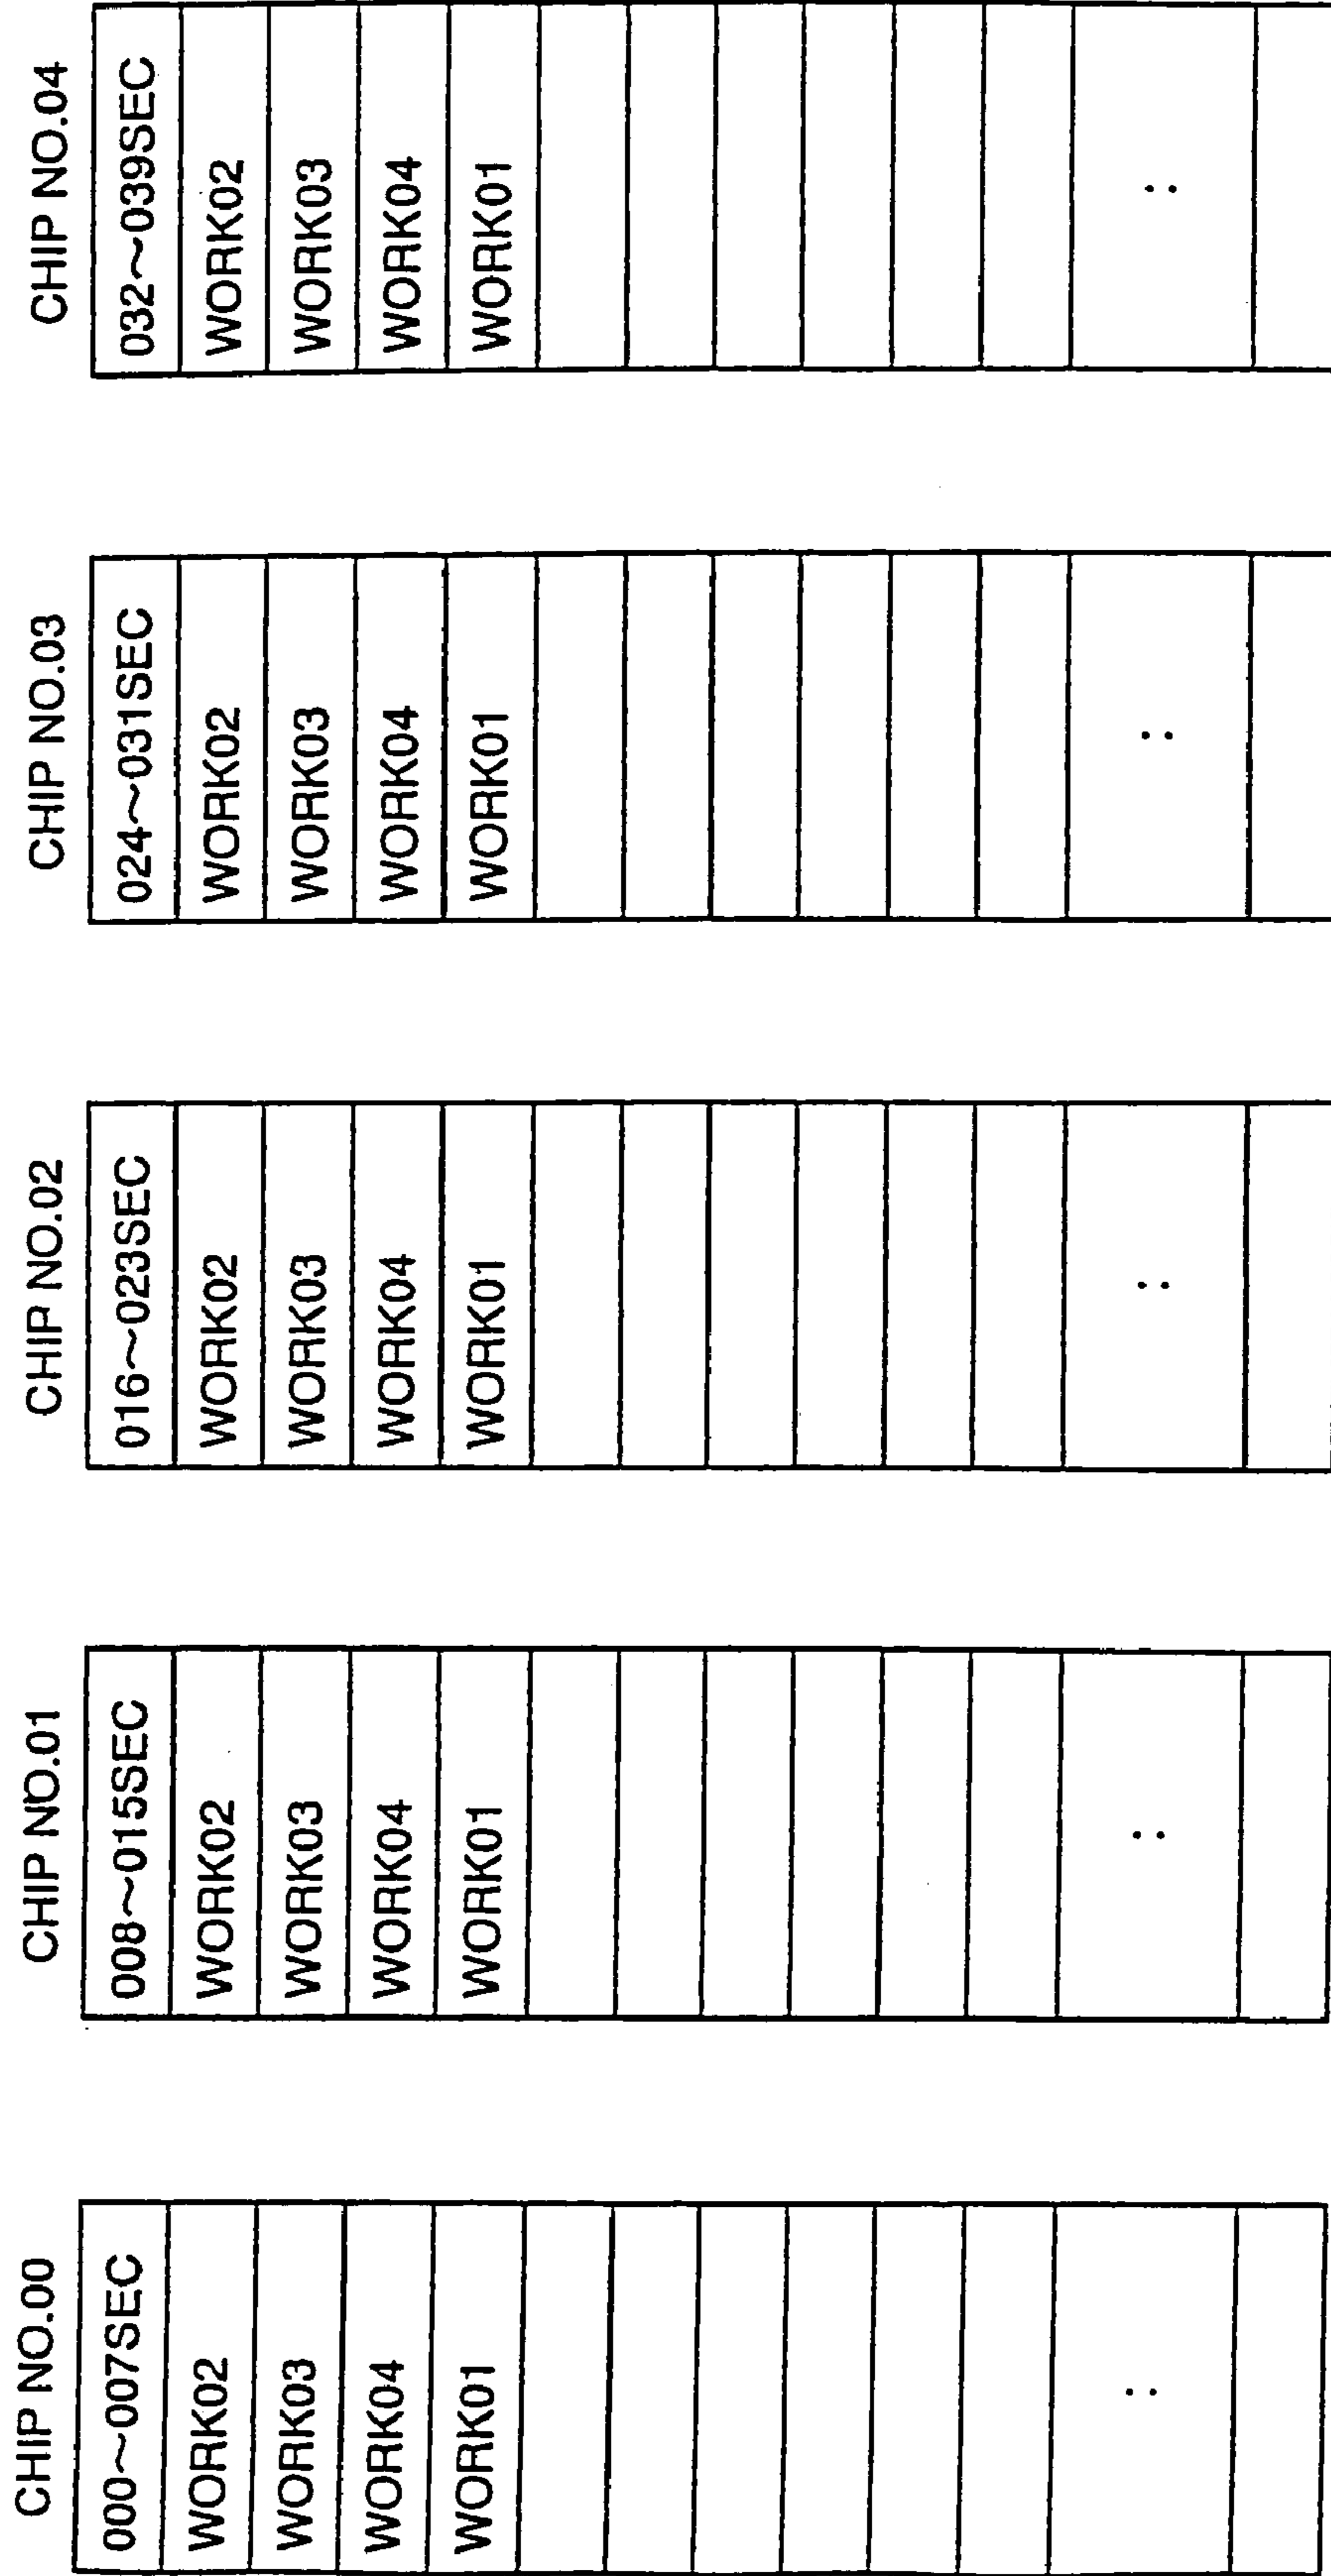 CHIP NO.00
000~007SEC
WORK02
WORK03
WORK04
WORK01
:
CHIP NO.01
008~015SEC
WORK02
WORK03
WORK04
WORK01
:
CHIP NO.02
016~023SEC
WORK02
WORK03
WORK04
WORK01
:
CHIP NO.03
024~031SEC
WORK02
WORK03
WORK04
WORK01
:
CHIP NO.04
032~039SEC
WORK02
WORK03
WORK04
WORK01
: